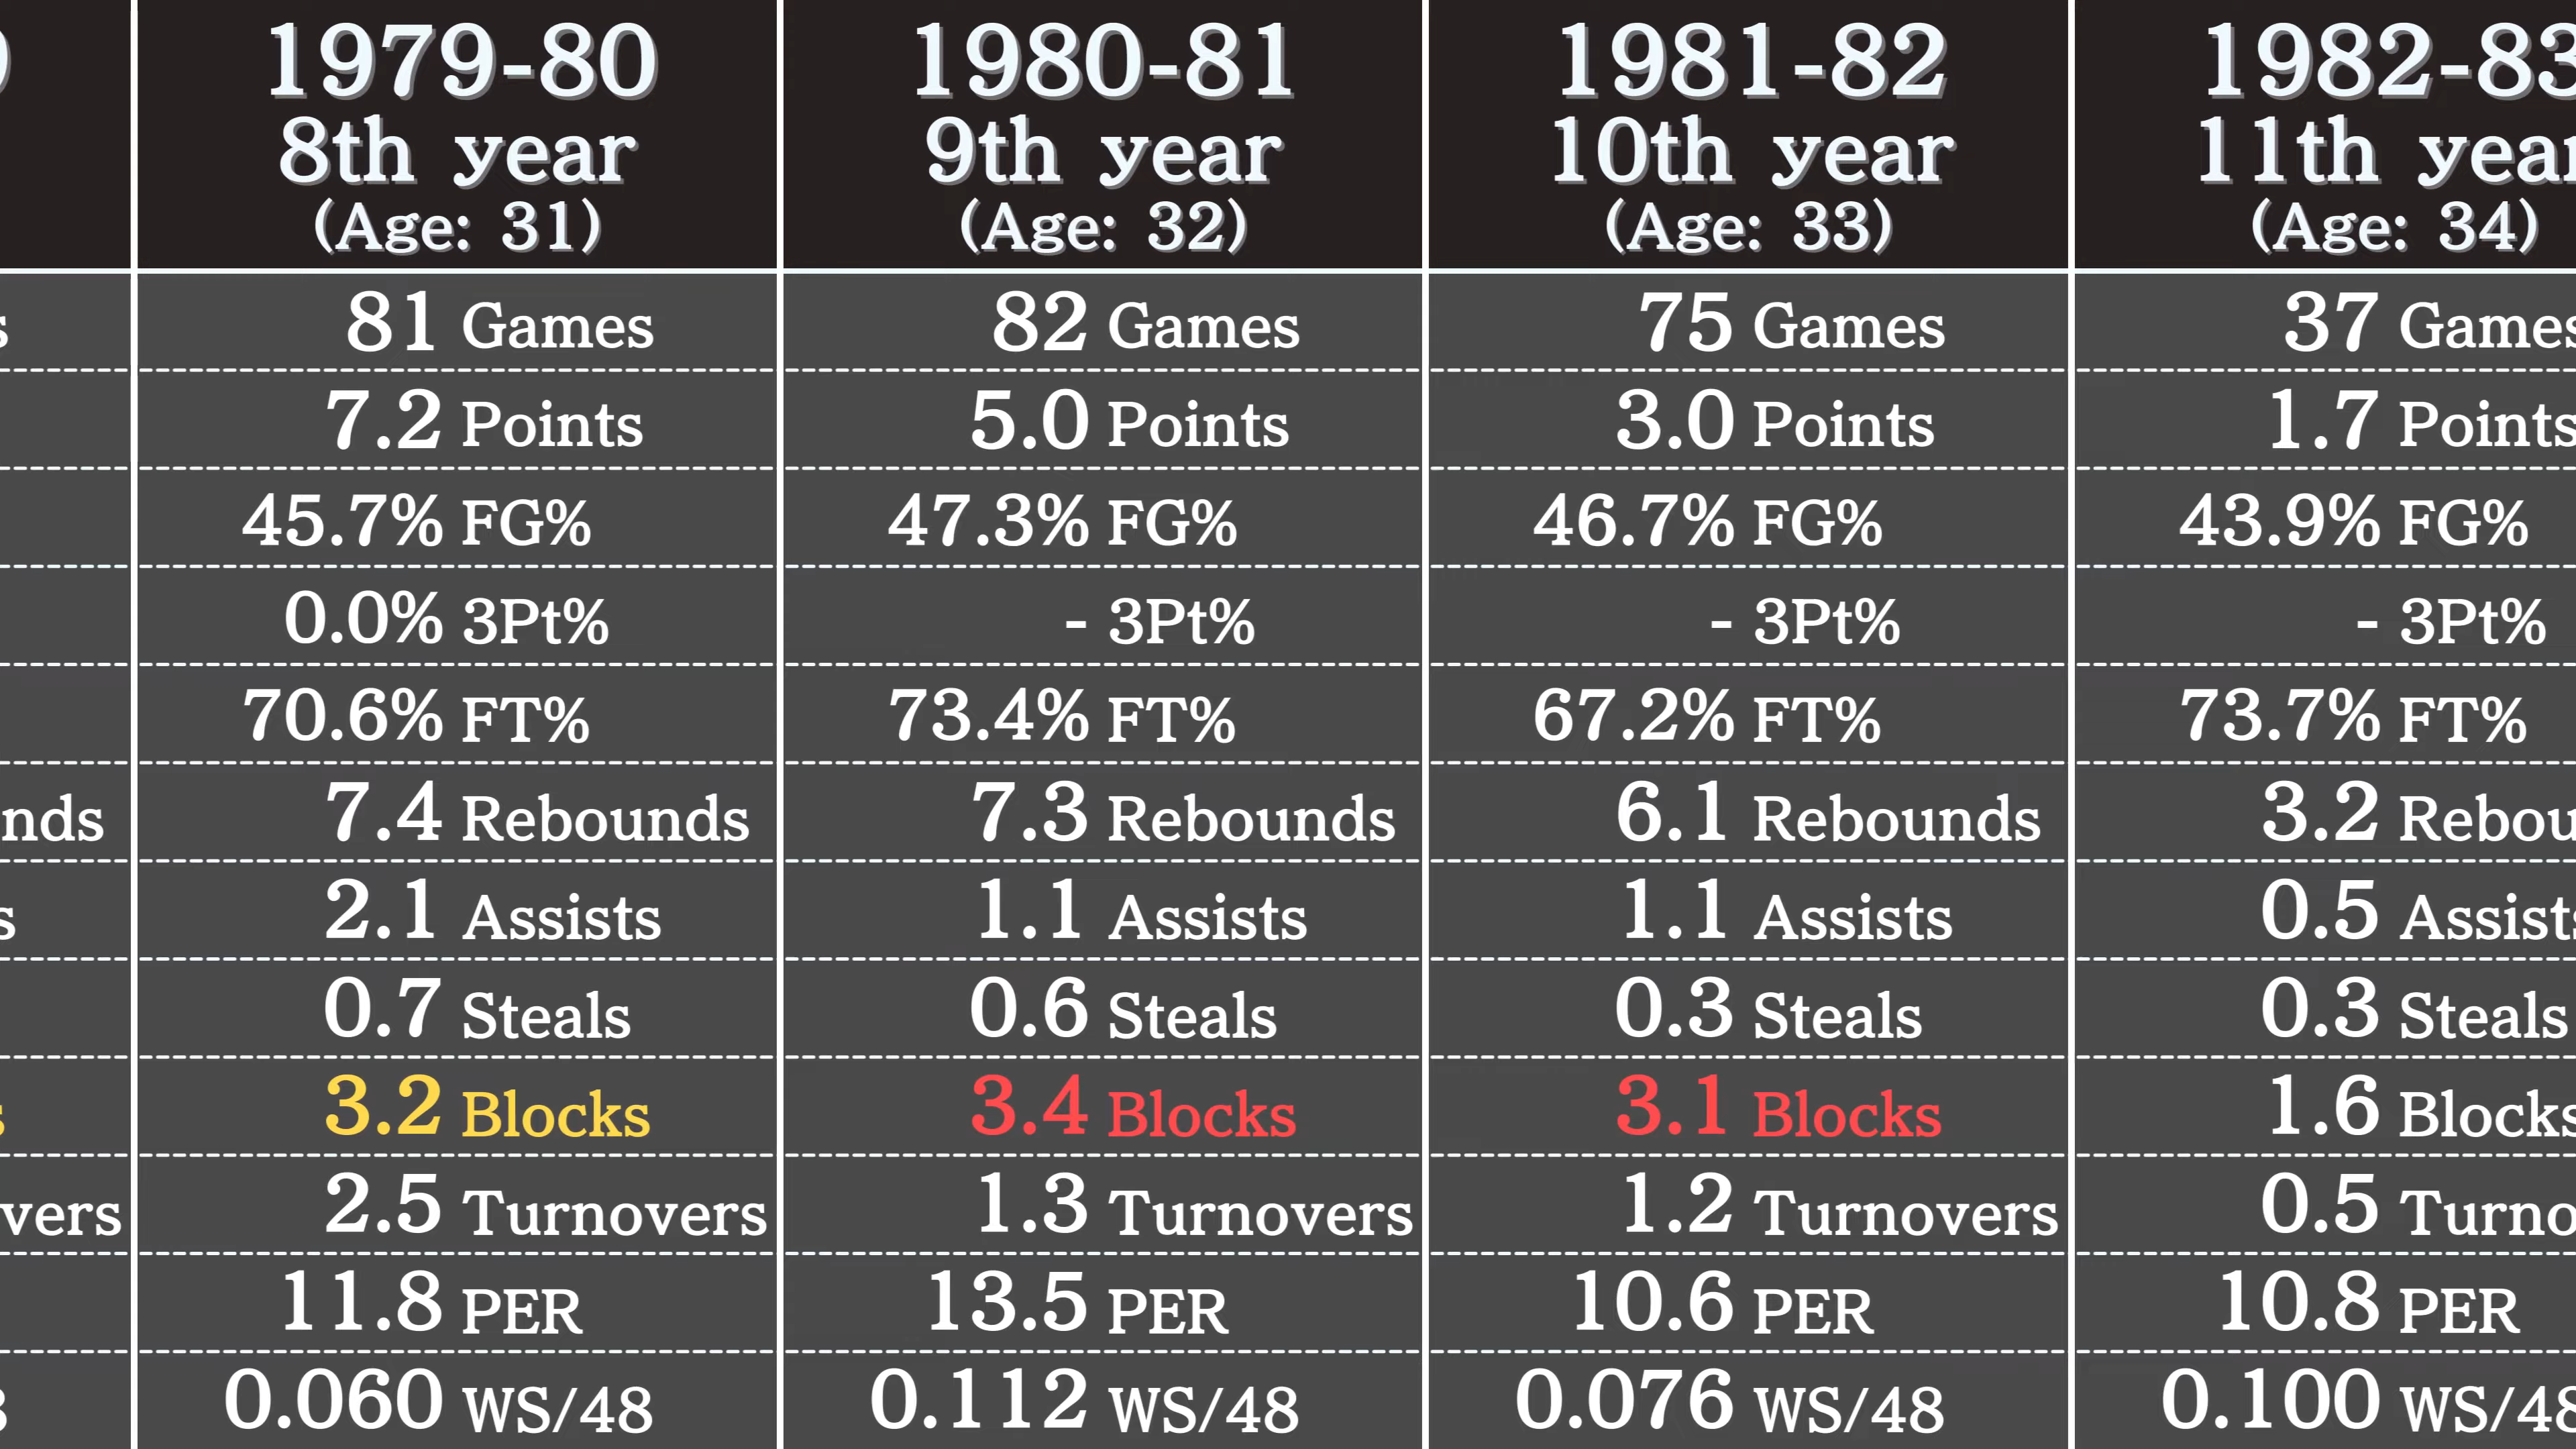 1979-80
8th year
(Age: 31)
81 Games
7.2 Points
45.7% FG%
0.0% 3Pt%
70.6% FT%
7.4 Rebounds
2.1 Assists
0.7 Steals
3.2 Blocks
2.5 Turnovers
11.8 PER
0.060 WS/48
1980-81
9th year
(Age: 32)
82 Games
5.0 Points
47.3% FG%
- 3Pt%
73.4% FT%
7.3 Rebounds
1.1 Assists
0.6 Steals
3.4 Blocks
1.3 Turnovers
13.5 PER
0.112 WS/48
1981-82
10th year
(Age: 33)
75 Games
3.0 Points
46.7% FG%
- 3Pt%
67.2% FT%
6.1 Rebounds
1.1 Assists
0.3 Steals
3.1 Blocks
1.2 Turnovers
10.6 PER
0.076 WS/48
1982-83
11th year
(Age: 34)
37 Games
1.7 Points
43.9% FG%
- 3Pt%
73.7% FT%
3.2 Rebou
0.5 Assists
0.3 Steals
1.6 Blocks
0.5 Turno
10.8 PER
0.100 WS/48